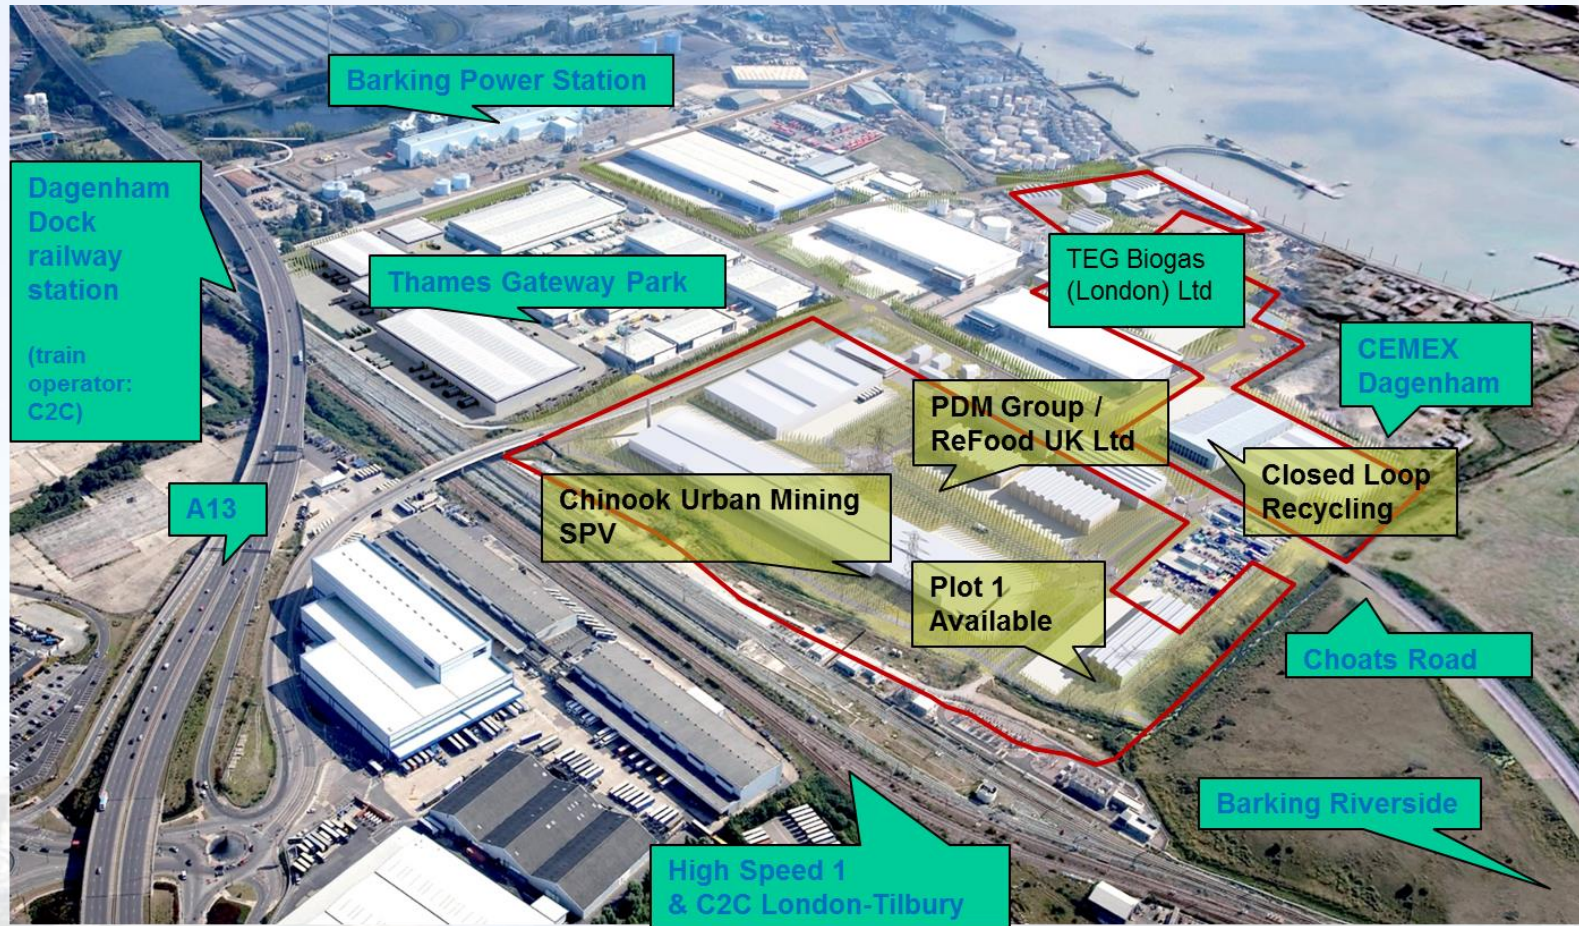 Barking Power Station
Dagenham
Dock
railway
station
(train
operator:
C2C)
Thames Gateway Park
TEG Biogas
(London) Ltd
CEMEX
Dagenham
PDM Group /
ReFood UK Ltd
Closed Loop
Recycling
Chinook Urban Mining
SPV
A13
Plot 1
Available
Choats Road
Barking Riverside
High Speed 1
& C2C London-Tilbury